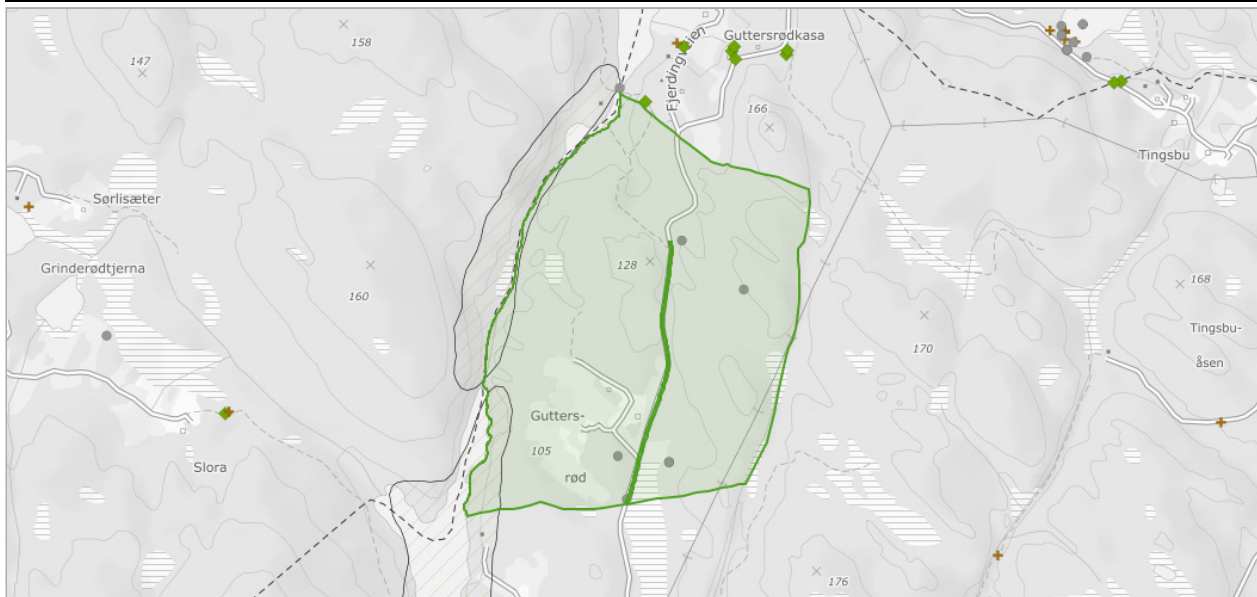 158
147
Guttersrødkasa
Fjerdingveien
166
Tingsbu
Sørlisæter
Grinderødtjerna
128
160
168
Tingsbu-
åsen
170
Gutters-
105
rød
Slora
176